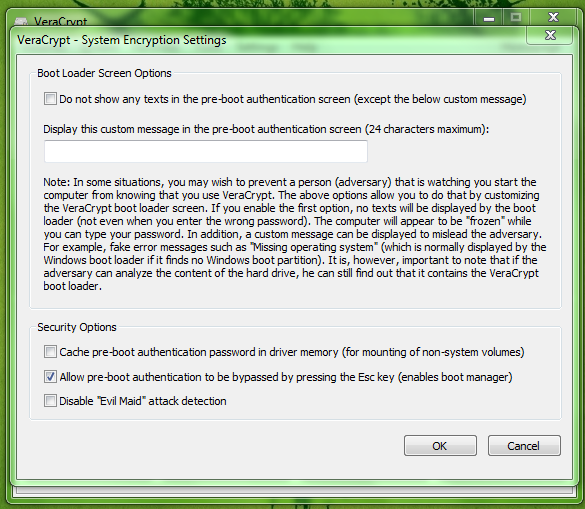 VeraCrypt
VeraCrypt - System Encryption Settings
Boot Loader Screen Options
Do not show any texts in the pre-boot authentication screen (except the below custom message)
Display this custom message in the pre-boot authentication screen (24 characters maximum):
Note: In some situations, you may wish to prevent a person (adversary) that is watching you start the
computer from knowing that you use VeraCrypt. The above options allow you to do that by customizing
the VeraCrypt boot loader screen. If you enable the first option, no texts will be displayed by the boot
loader (not even when you enter the wrong password). The computer will appear to be "frozen" while
you can type your password. In addition, a custom message can be displayed to mislead the adversary.
For example, fake error messages such as "Missing operating system" (which is normally displayed by the
Windows boot loader if it finds no Windows boot partition). It is, however, important to note that if the
adversary can analyze the content of the hard drive, he can still find out that it contains the VeraCrypt
boot loader.
Security Options
Cache pre-boot authentication password in driver memory (for mounting of non-system volumes)
Allow pre-boot authentication to be bypassed by pressing the Esc key (enables boot manager)
Disable "Evil Maid" attack detection
OK Cancel